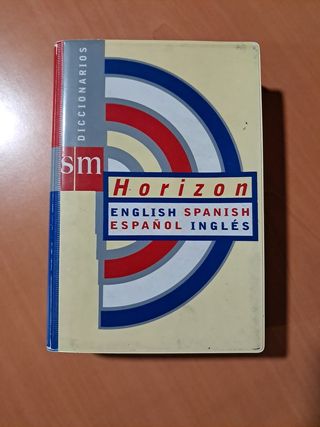 DICCIONARIOS
sm
Horizon
ENGLISH SPANISH
ESPAÑOL INGLÉS